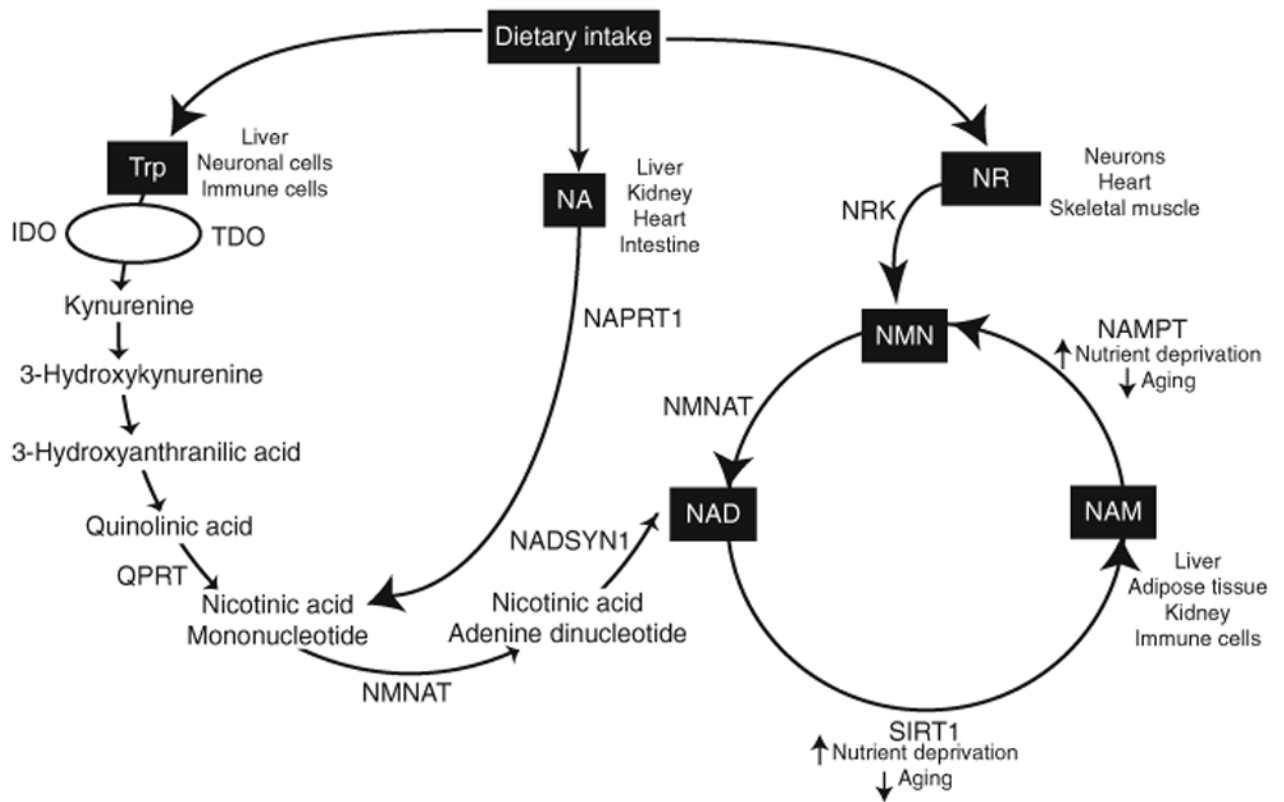 Dietary intake
Trp
Liver
Neuronal cells
Immune cells
IDO
TDO
Kynurenine
3-Hydroxykynurenine
3-Hydroxyanthranilic acid
Quinolinic acid
QPRT
Nicotinic acid
Mononucleotide
NMNAT
NA
Liver
Kidney
Heart
Intestine
NAPRT1
Nicotinic acid
Adenine dinucleotide
NADSYN1
NR
Neurons
Heart
Skeletal muscle
NRK
NMN
NMNAT
NAD
NAMPT
↑ Nutrient deprivation
↓ Aging
NAM
Liver
Adipose tissue
Kidney
Immune cells
SIRT1
↑ Nutrient deprivation
↓ Aging